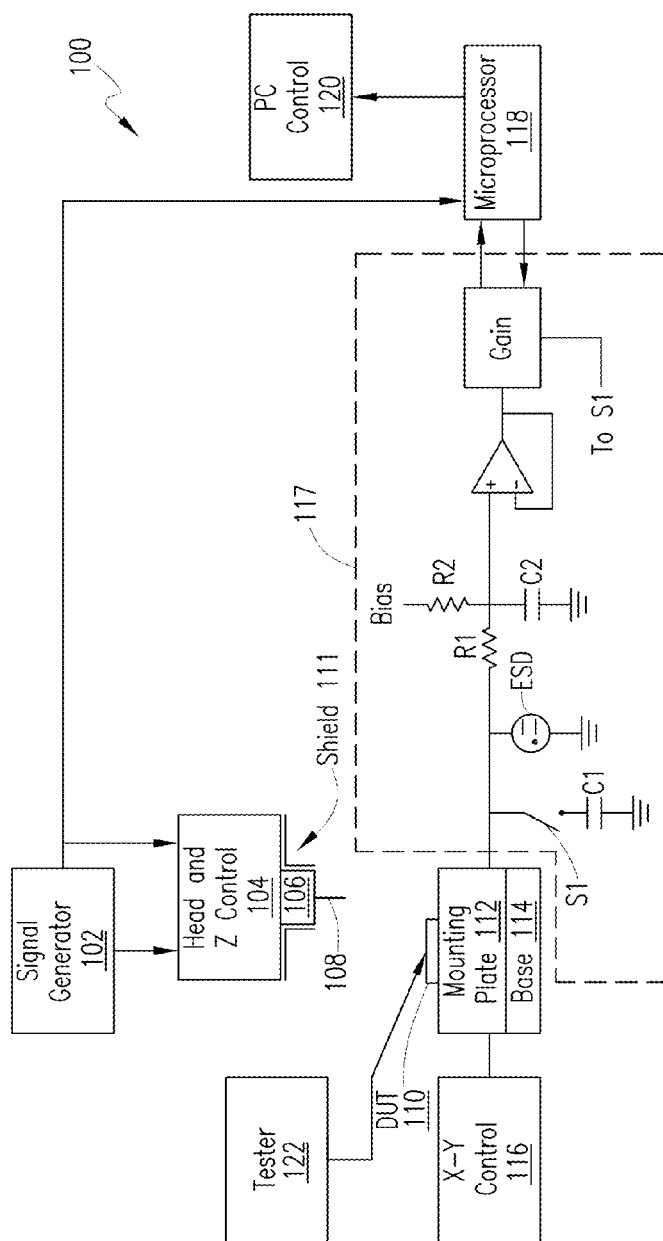 100
Signal
Generator
102
PC
Control
120
Head and
Z Control
104
106
108
Shield 111
Microprocessor
118
Tester
122
117
DUT
110
X-Y
Control
116
Mounting
Plate 112
Base 114
S1
C1
ESD
R1
Bias
R2
C2
+
−
Gain
To S1